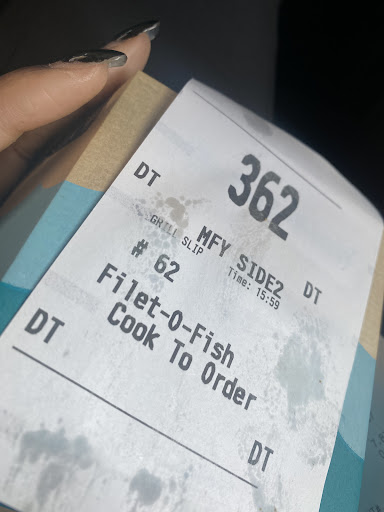 362
DT
MFY SIDE2 DT
GRILL SLIP Time: 15:59
# 62
Filet-O-Fish
Cook To Order
DT
DT